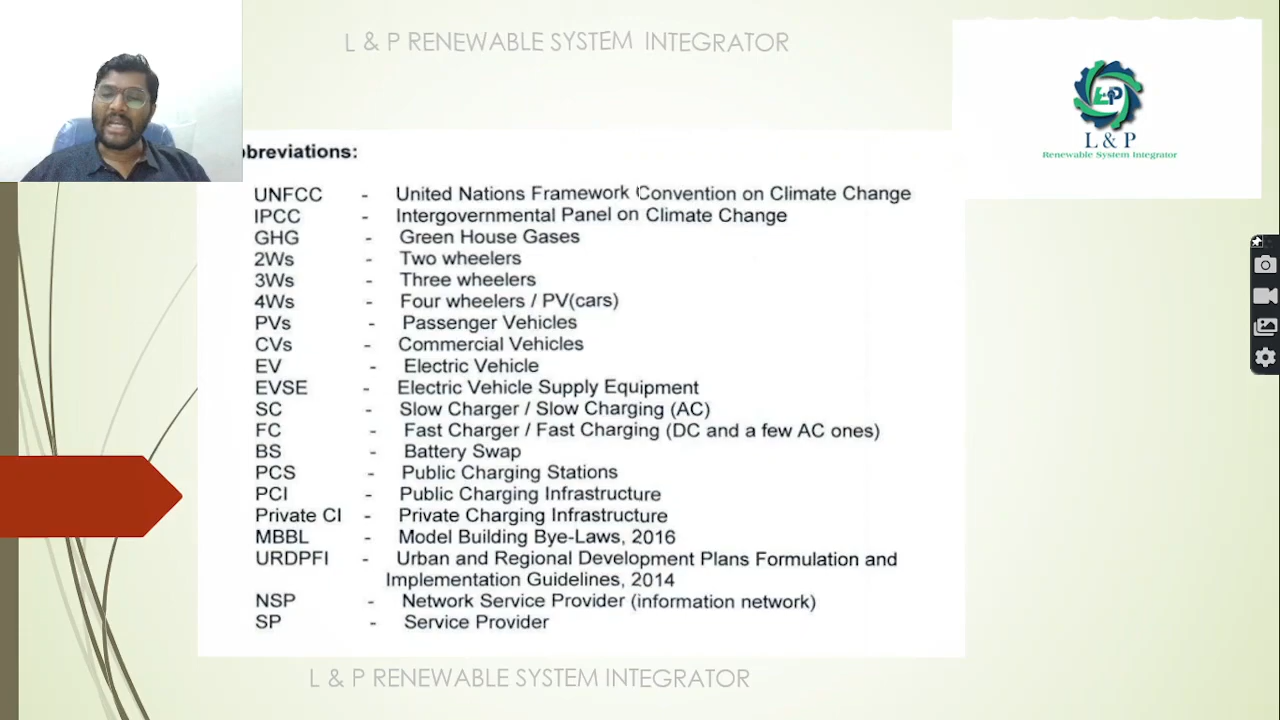 L & P RENEWABLE SYSTEM INTEGRATOR
L & P
Renewable System Integrator
bbreviations:
UNFCC - United Nations Framework Convention on Climate Change
IPCC - Intergovernmental Panel on Climate Change
GHG - Green House Gases
2Ws - Two wheelers
3Ws - Three wheelers
4Ws - Four wheelers / PV(cars)
PVs - Passenger Vehicles
CVs - Commercial Vehicles
EV - Electric Vehicle
EVSE - Electric Vehicle Supply Equipment
SC - Slow Charger / Slow Charging (AC)
FC - Fast Charger / Fast Charging (DC and a few AC ones)
BS - Battery Swap
PCS - Public Charging Stations
PCI - Public Charging Infrastructure
Private CI - Private Charging Infrastructure
MBBL - Model Building Bye-Laws, 2016
URDPFI - Urban and Regional Development Plans Formulation and
Implementation Guidelines, 2014
NSP - Network Service Provider (information network)
SP - Service Provider
L & P RENEWABLE SYSTEM INTEGRATOR